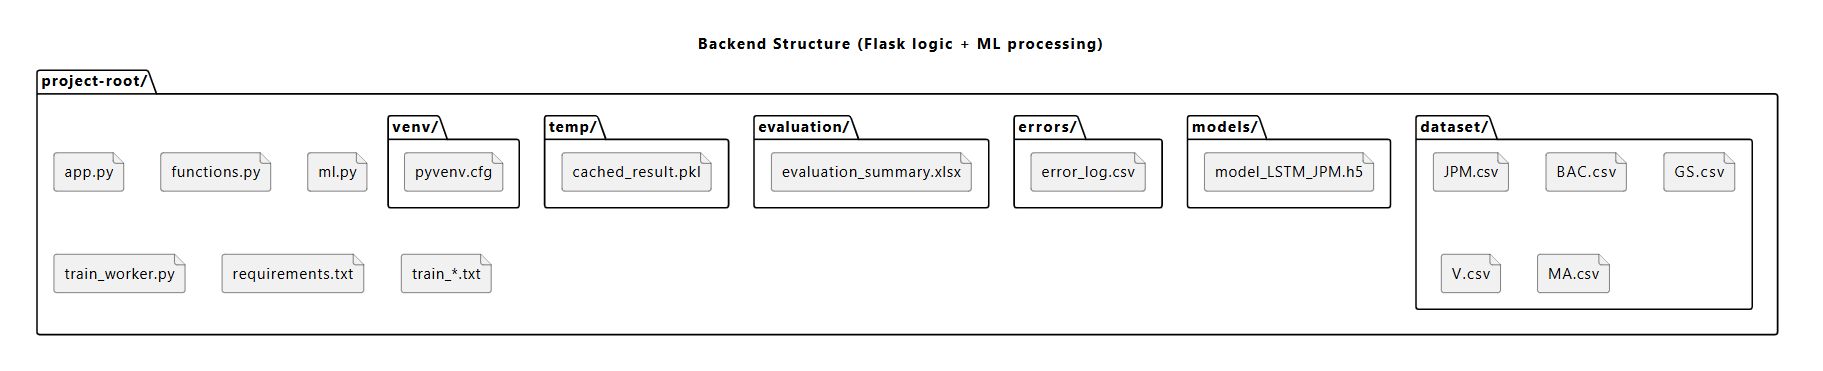 Backend Structure (Flask logic + ML processing)
project-root/
venv/
temp/
evaluation/
errors/
models/
dataset/
app.py
functions.py
ml.py
pyvenv.cfg
cached_result.pkl
evaluation_summary.xlsx
error_log.csv
model_LSTM_JPM.h5
JPM.csv
BAC.csv
GS.csv
train_worker.py
requirements.txt
train_*.txt
V.csv
MA.csv